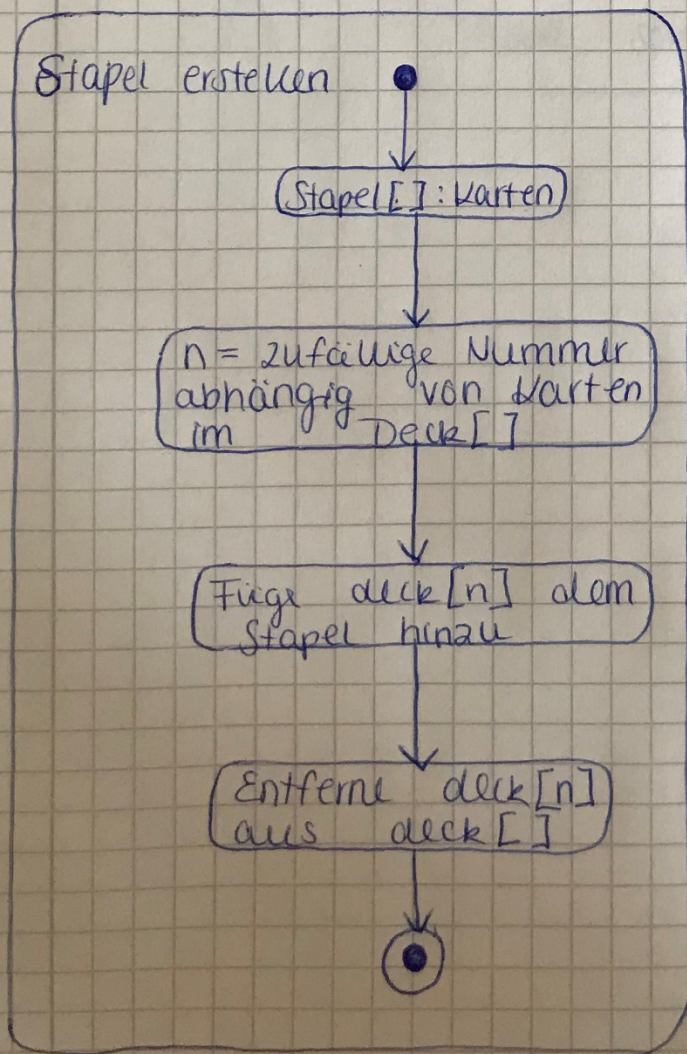 Stapel erstellen
Stapel[]: Karten
n = zufällige Nummer
abhängig von Karten
im Deck[]
Füge deck[n] dem
Stapel hinzu
Entferne deck[n]
aus deck[]